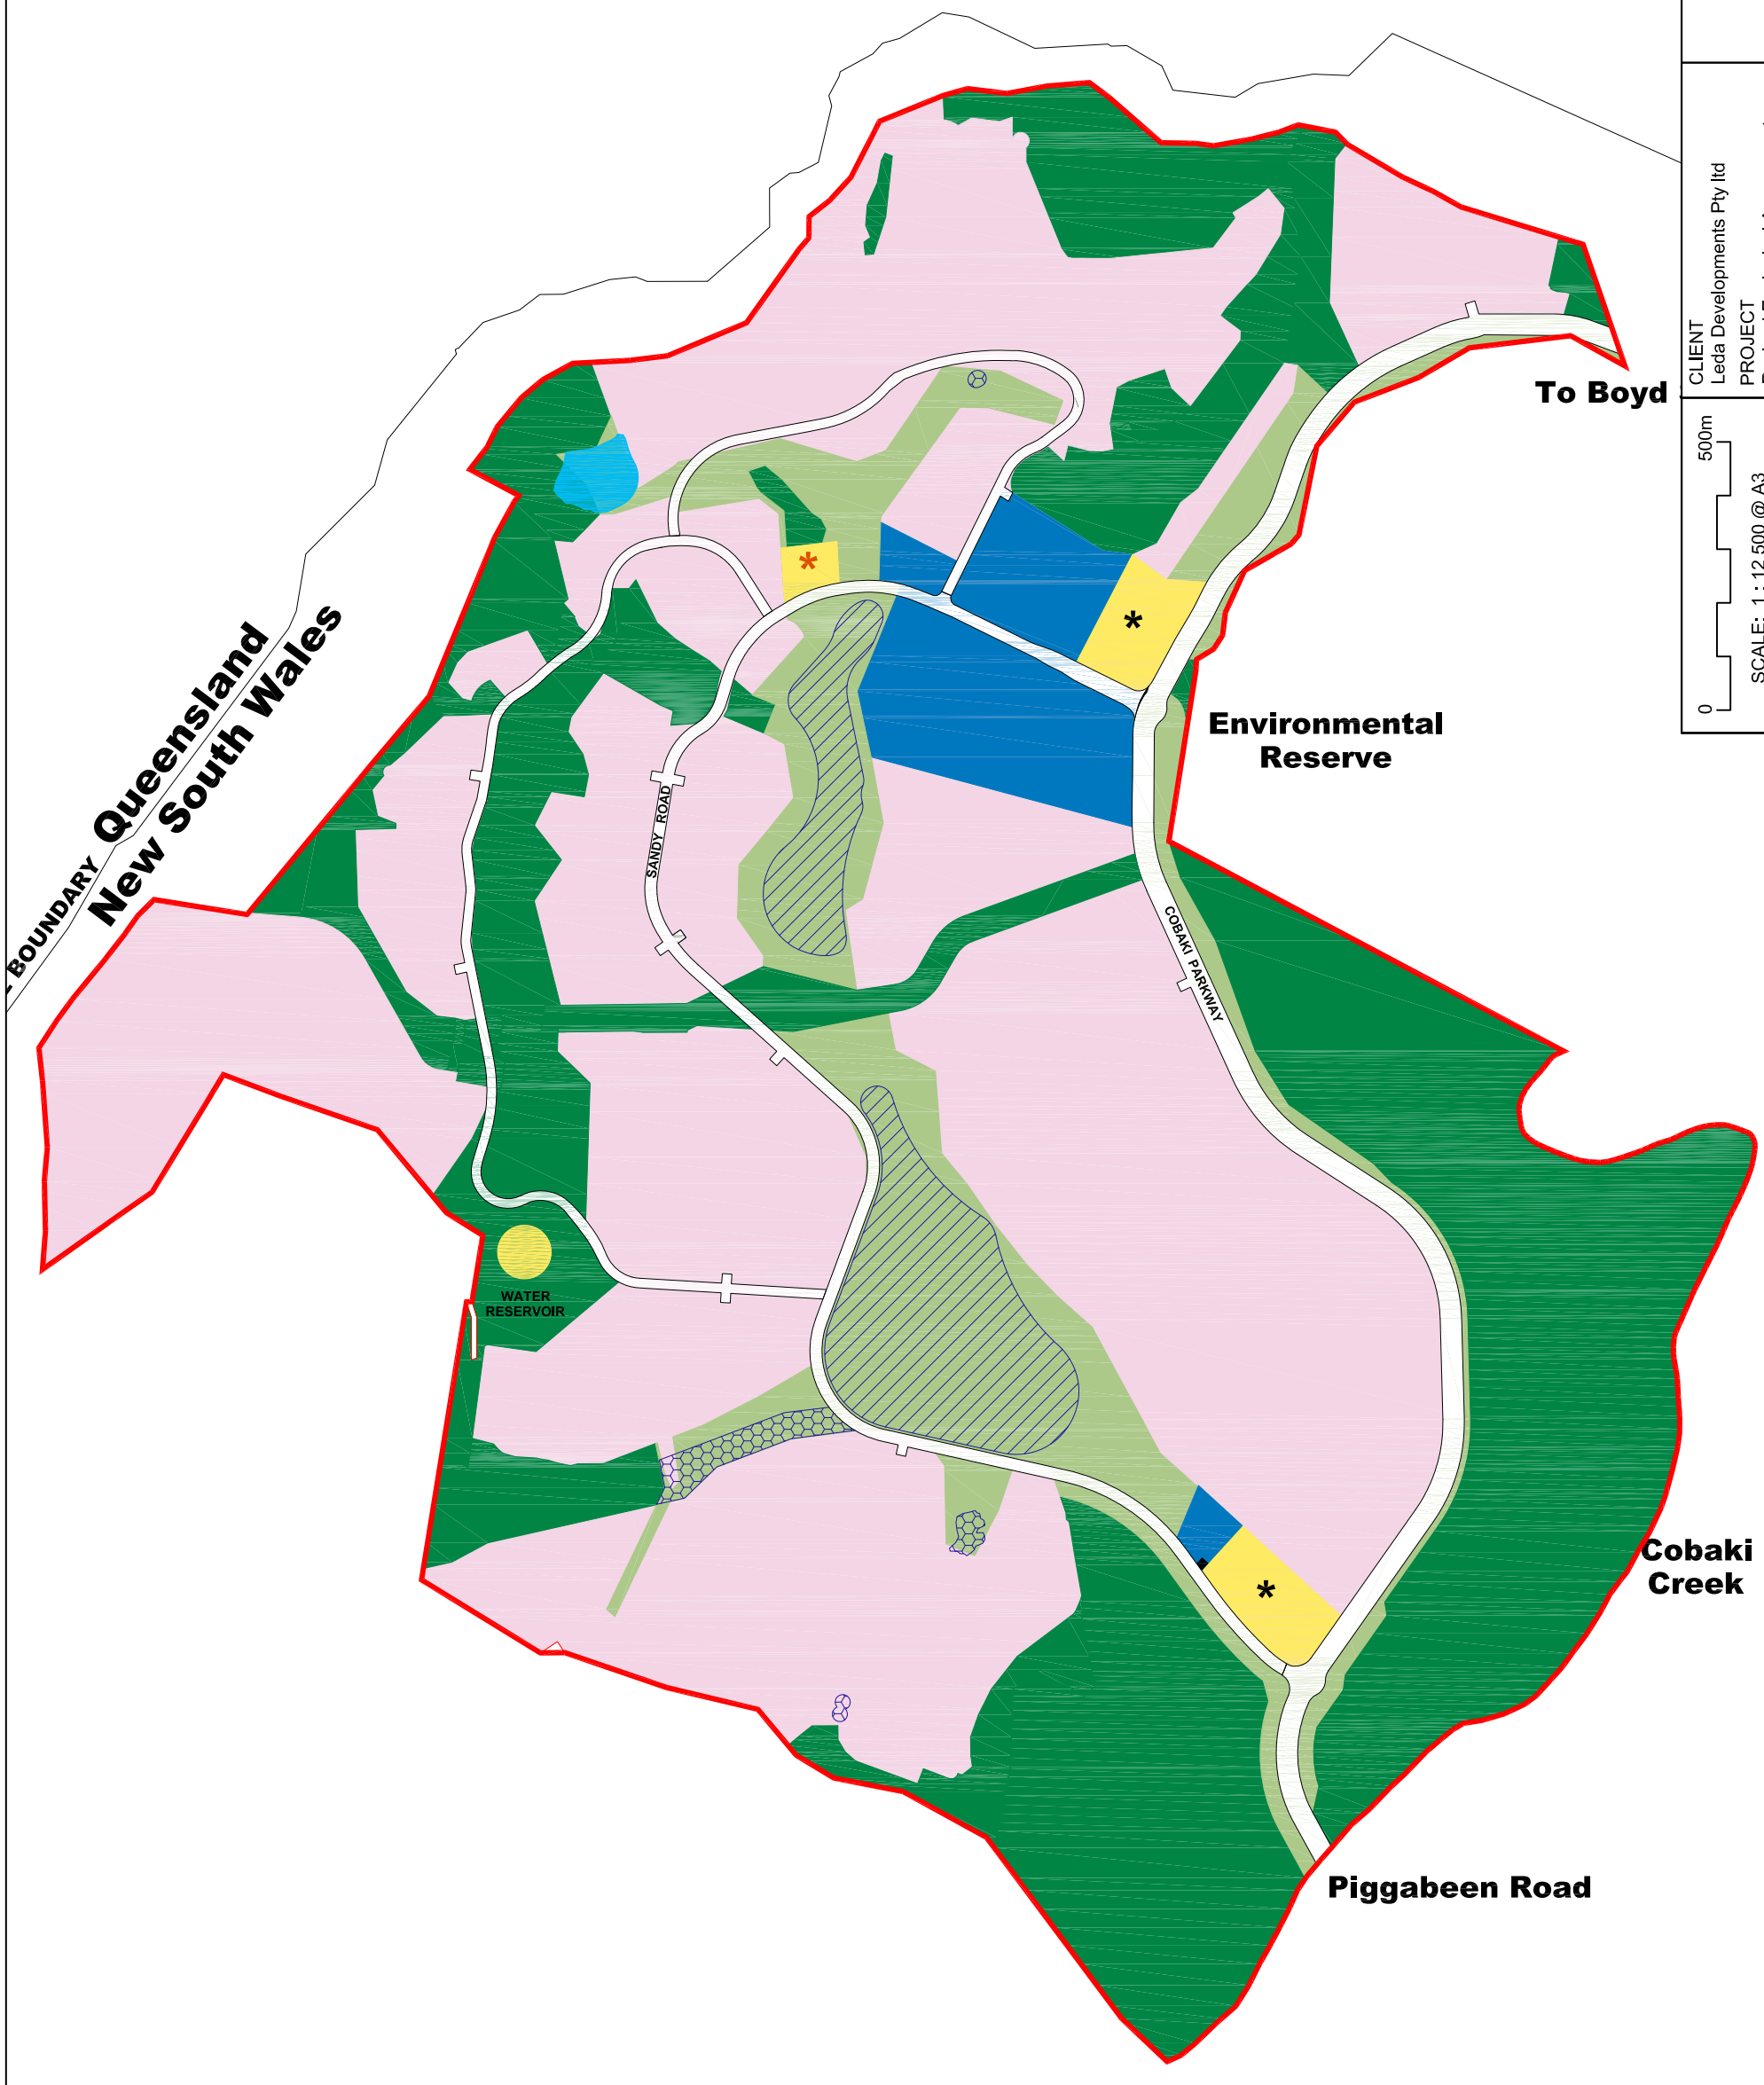 CLIENT
Leda Developments Pty ltd
PROJECT
500m
0
SCALE: 1 : 12 500 @ A3
To Boyd
Queensland
New South Wales
BOUNDARY
Environmental
Reserve
SANDY ROAD
COBAKI PARKWAY
WATER
RESERVOIR
*
*
*
Cobaki
Creek
Piggabeen Road